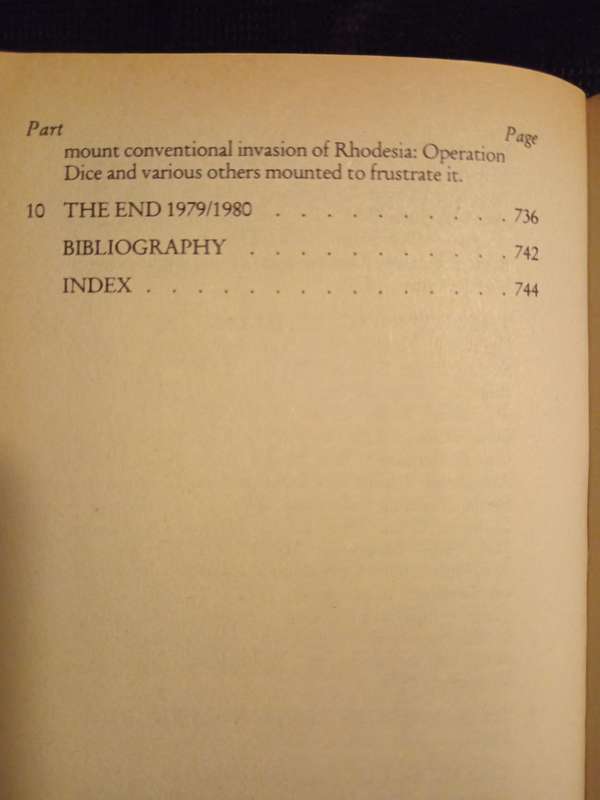 Part Page
mount conventional invasion of Rhodesia: Operation
Dice and various others mounted to frustrate it.
10 THE END 1979/1980 . . . . . . . . . . 736
BIBLIOGRAPHY . . . . . . . . . . . 742
INDEX . . . . . . . . . . . . . . . 744